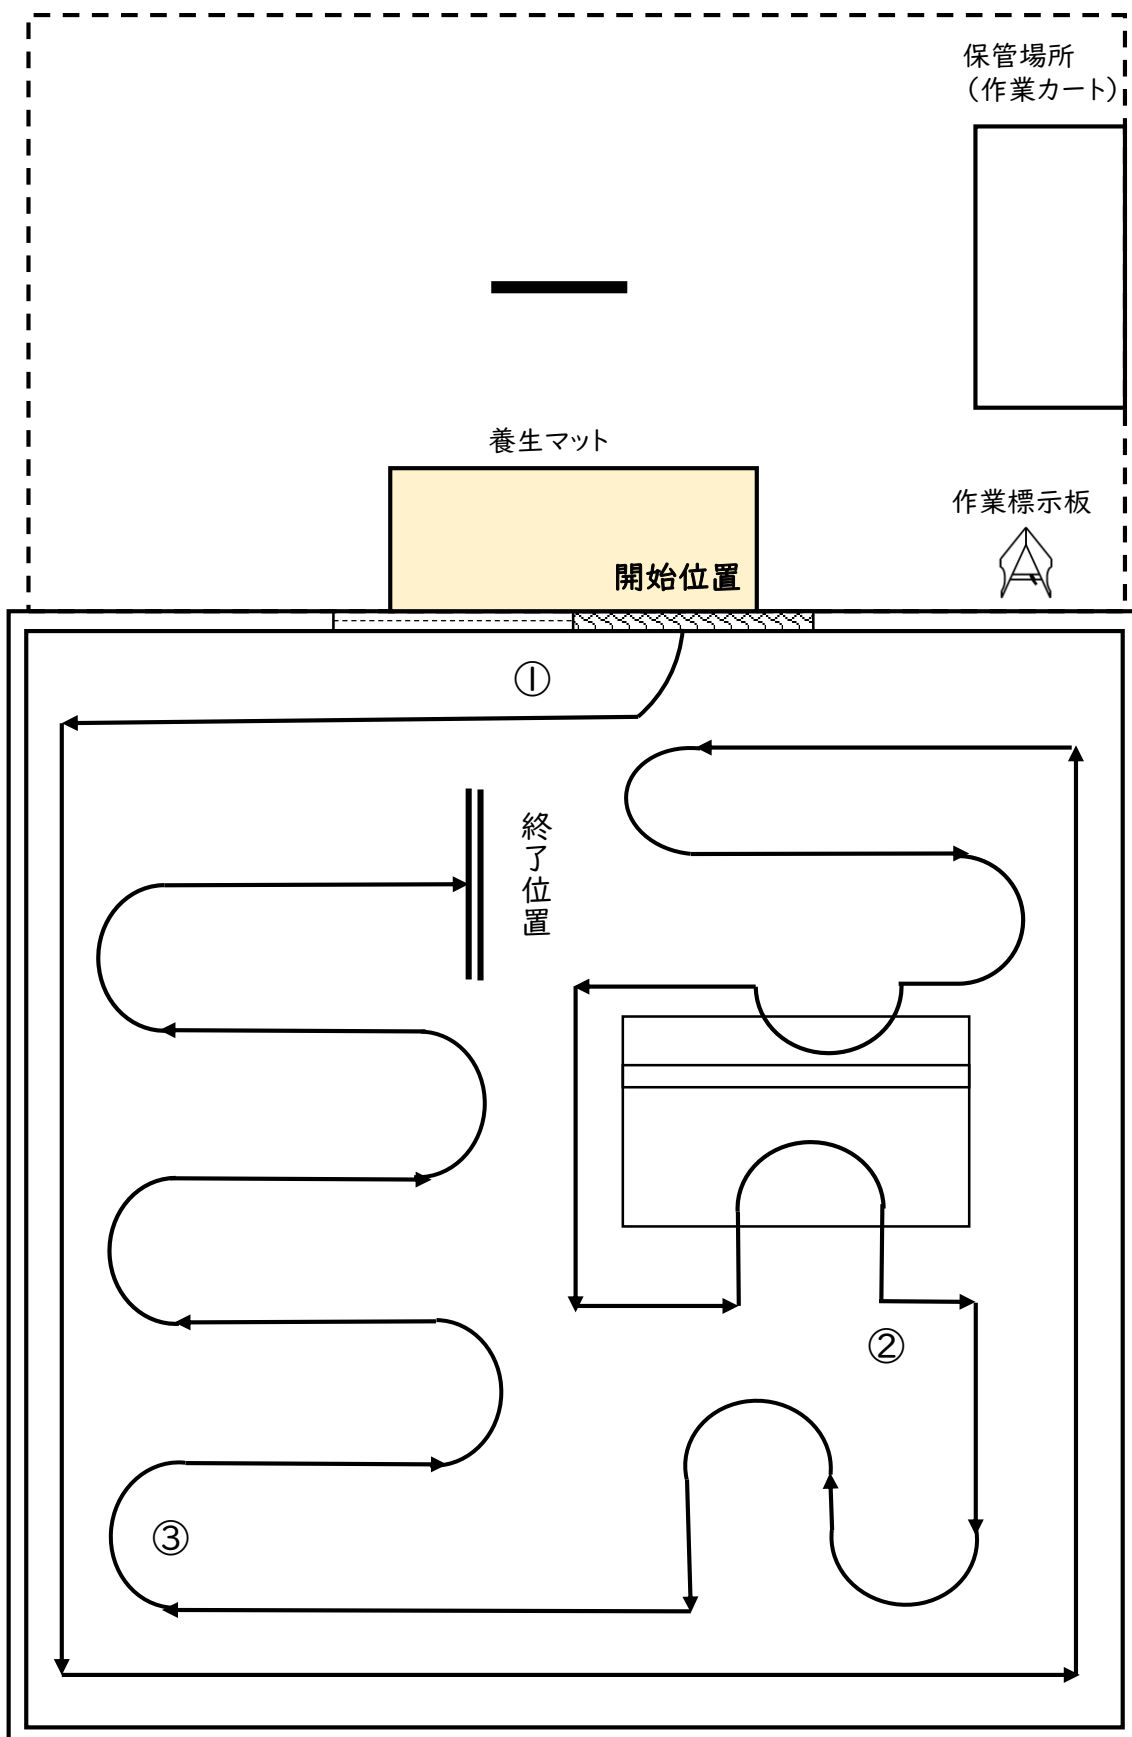 保管場所
（作業カート）
養生マット
作業標示板
開始位置
①
終了位置
②
③